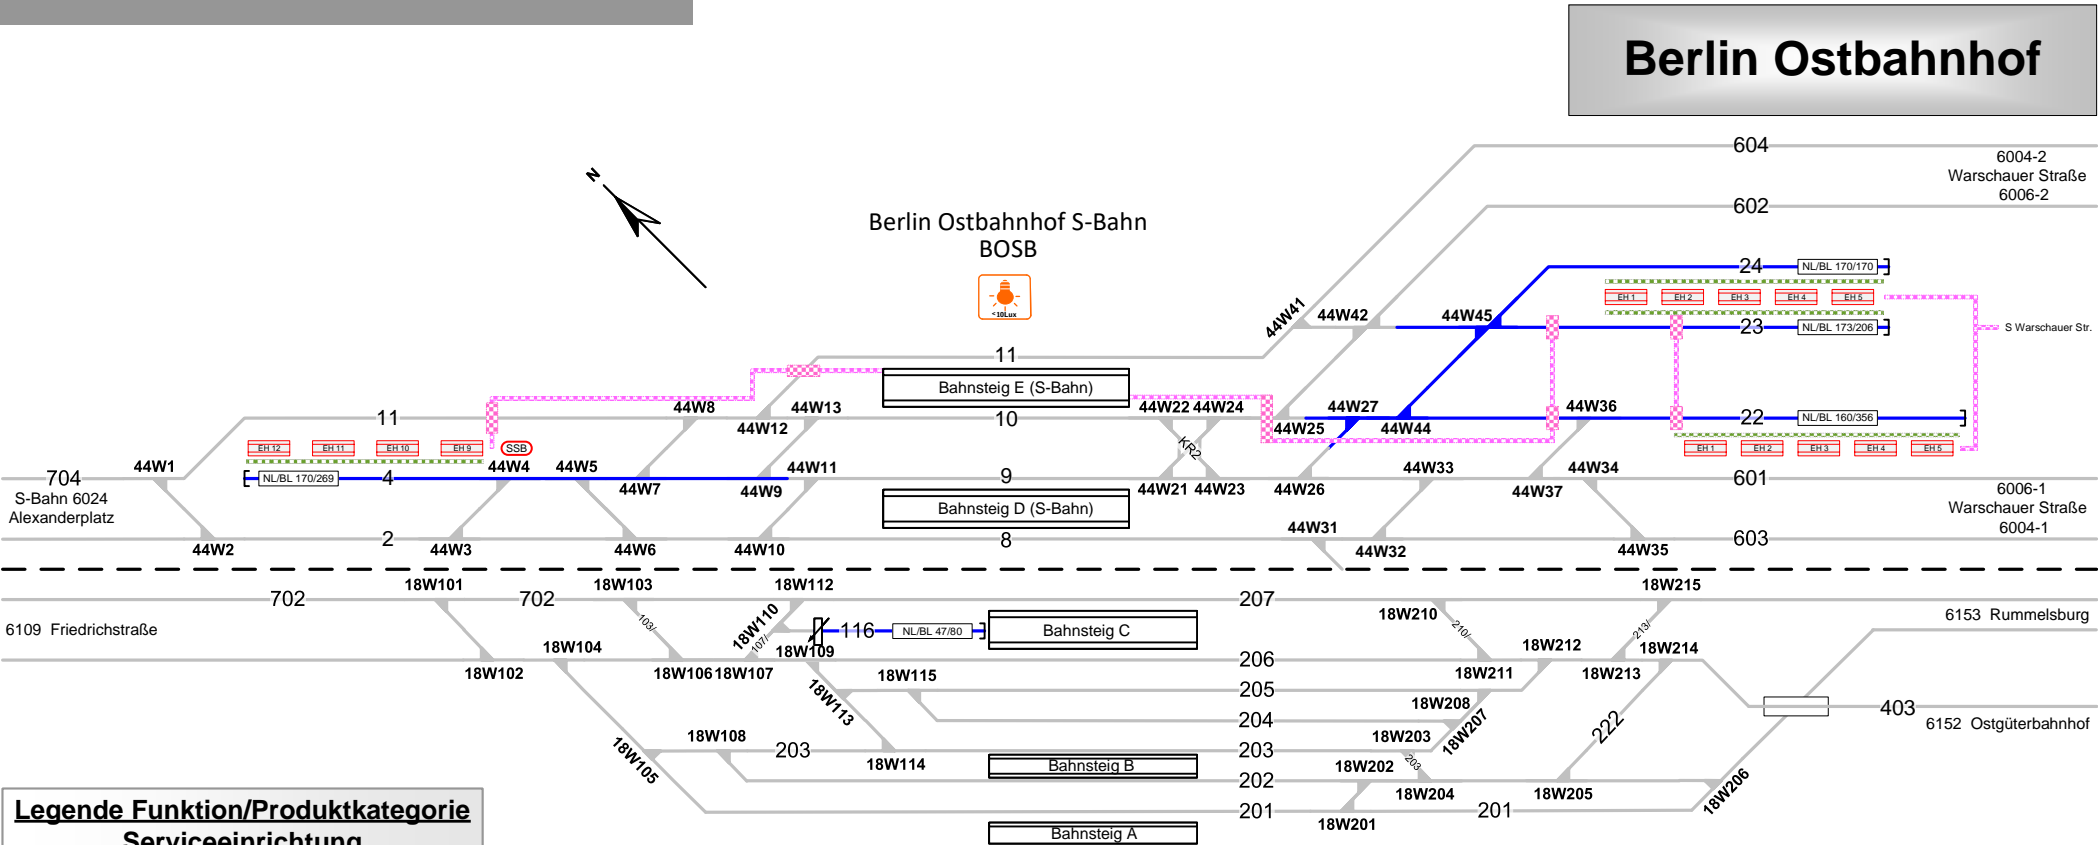 Berlin Ostbahnhof
604
6004-2
Warschauer Straße
6006-2
602
N
Berlin Ostbahnhof S-Bahn
BOSB
<10Lux
24 NL/BL 170/170
EH 1 EH 2 EH 3 EH 4 EH 5
44W41 44W42 44W45 23 NL/BL 173/206 S Warschauer Str.
11
Bahnsteig E (S-Bahn)
44W8 44W13 44W22 44W24 44W27 44W36
11 10 22 NL/BL 160/356
44W12 44W25 44W44
EH 12 EH 11 EH 10 EH 9 SSB KR2 EH 1 EH 2 EH 3 EH 4 EH 5
44W1 44W4 44W5 44W11 44W33 44W34
704 NL/BL 170/269 4 9 601
44W7 44W9 44W21 44W23 44W26 44W37
S-Bahn 6024
Alexanderplatz
6006-1
Warschauer Straße
6004-1
Bahnsteig D (S-Bahn)
44W31
2 8 603
44W2 44W3 44W6 44W10 44W32 44W35
18W101 18W103 18W112 18W215
702 702 207
103/ 18W110 107/ 18W210 210/ 213/
6109 Friedrichstraße 116 NL/BL 47/80 Bahnsteig C 6153 Rummelsburg
18W104 18W109 18W212 18W214
206
18W102 18W106 18W107 18W115 18W211 18W213
205
18W113 18W208
204 403
18W207 222 6152 Ostgüterbahnhof
18W108 18W203
18W105 203 203
18W114 Bahnsteig B 18W202 203
202
18W204 18W205 18W206
201 201
18W201
Bahnsteig A
Legende Funktion/Produktkategorie
Serviceeinrichtung